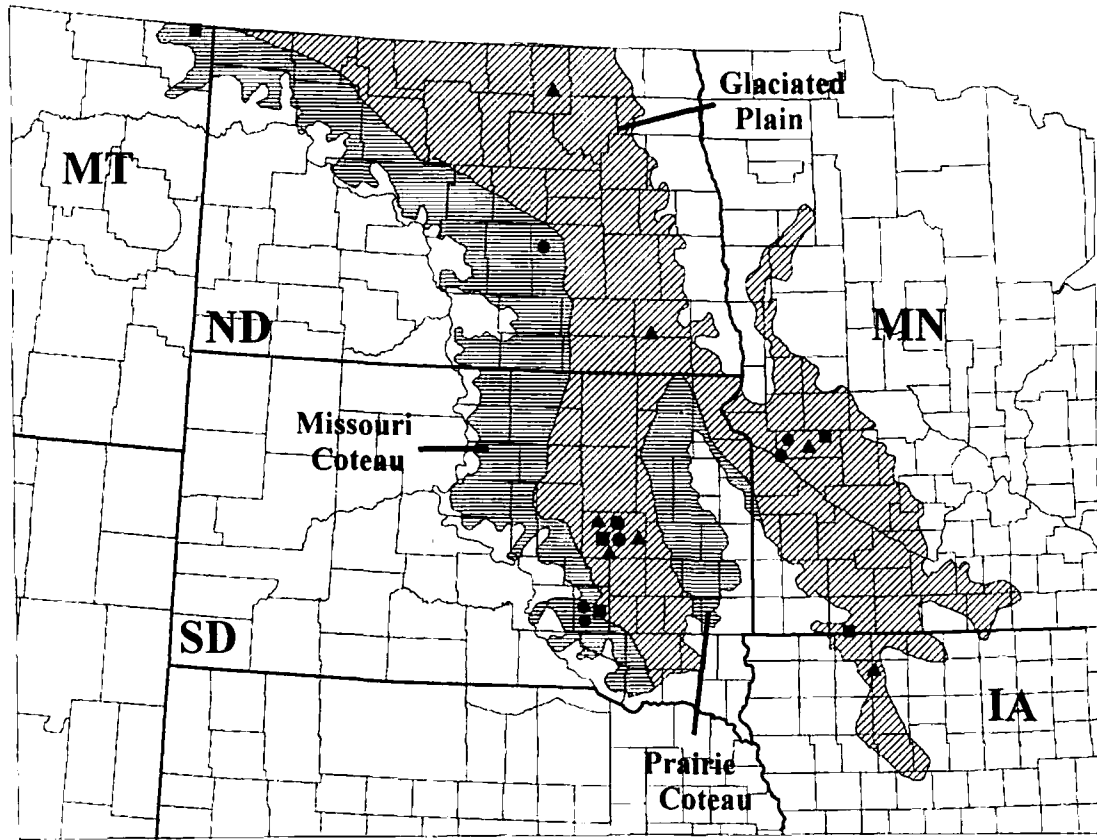 Glaciated
Plain
MT
ND
MN
Missouri
Coteau
SD
IA
Prairie
Coteau